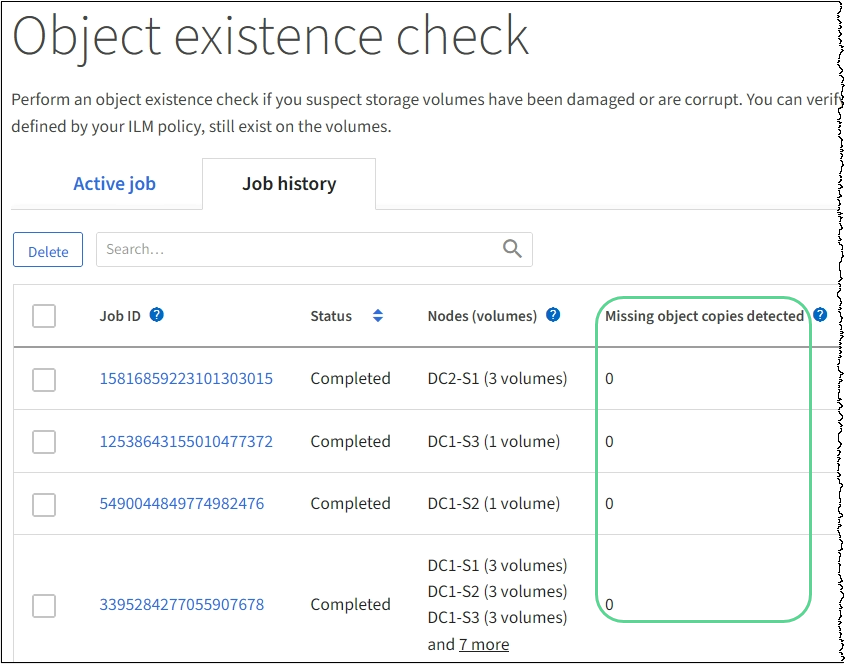 Object existence check
Perform an object existence check if you suspect storage volumes have been damaged or are corrupt. You can verify
defined by your ILM policy, still exist on the volumes.
Active job
Job history
Delete
Search…
Job ID ?
Status
Nodes (volumes) ?
Missing object copies detected ?
15816859223101303015
Completed
DC2-S1 (3 volumes)
0
12538643155010477372
Completed
DC1-S3 (1 volume)
0
5490044849774982476
Completed
DC1-S2 (1 volume)
0
3395284277055907678
Completed
DC1-S1 (3 volumes)
DC1-S2 (3 volumes)
DC1-S3 (3 volumes)
and 7 more
0